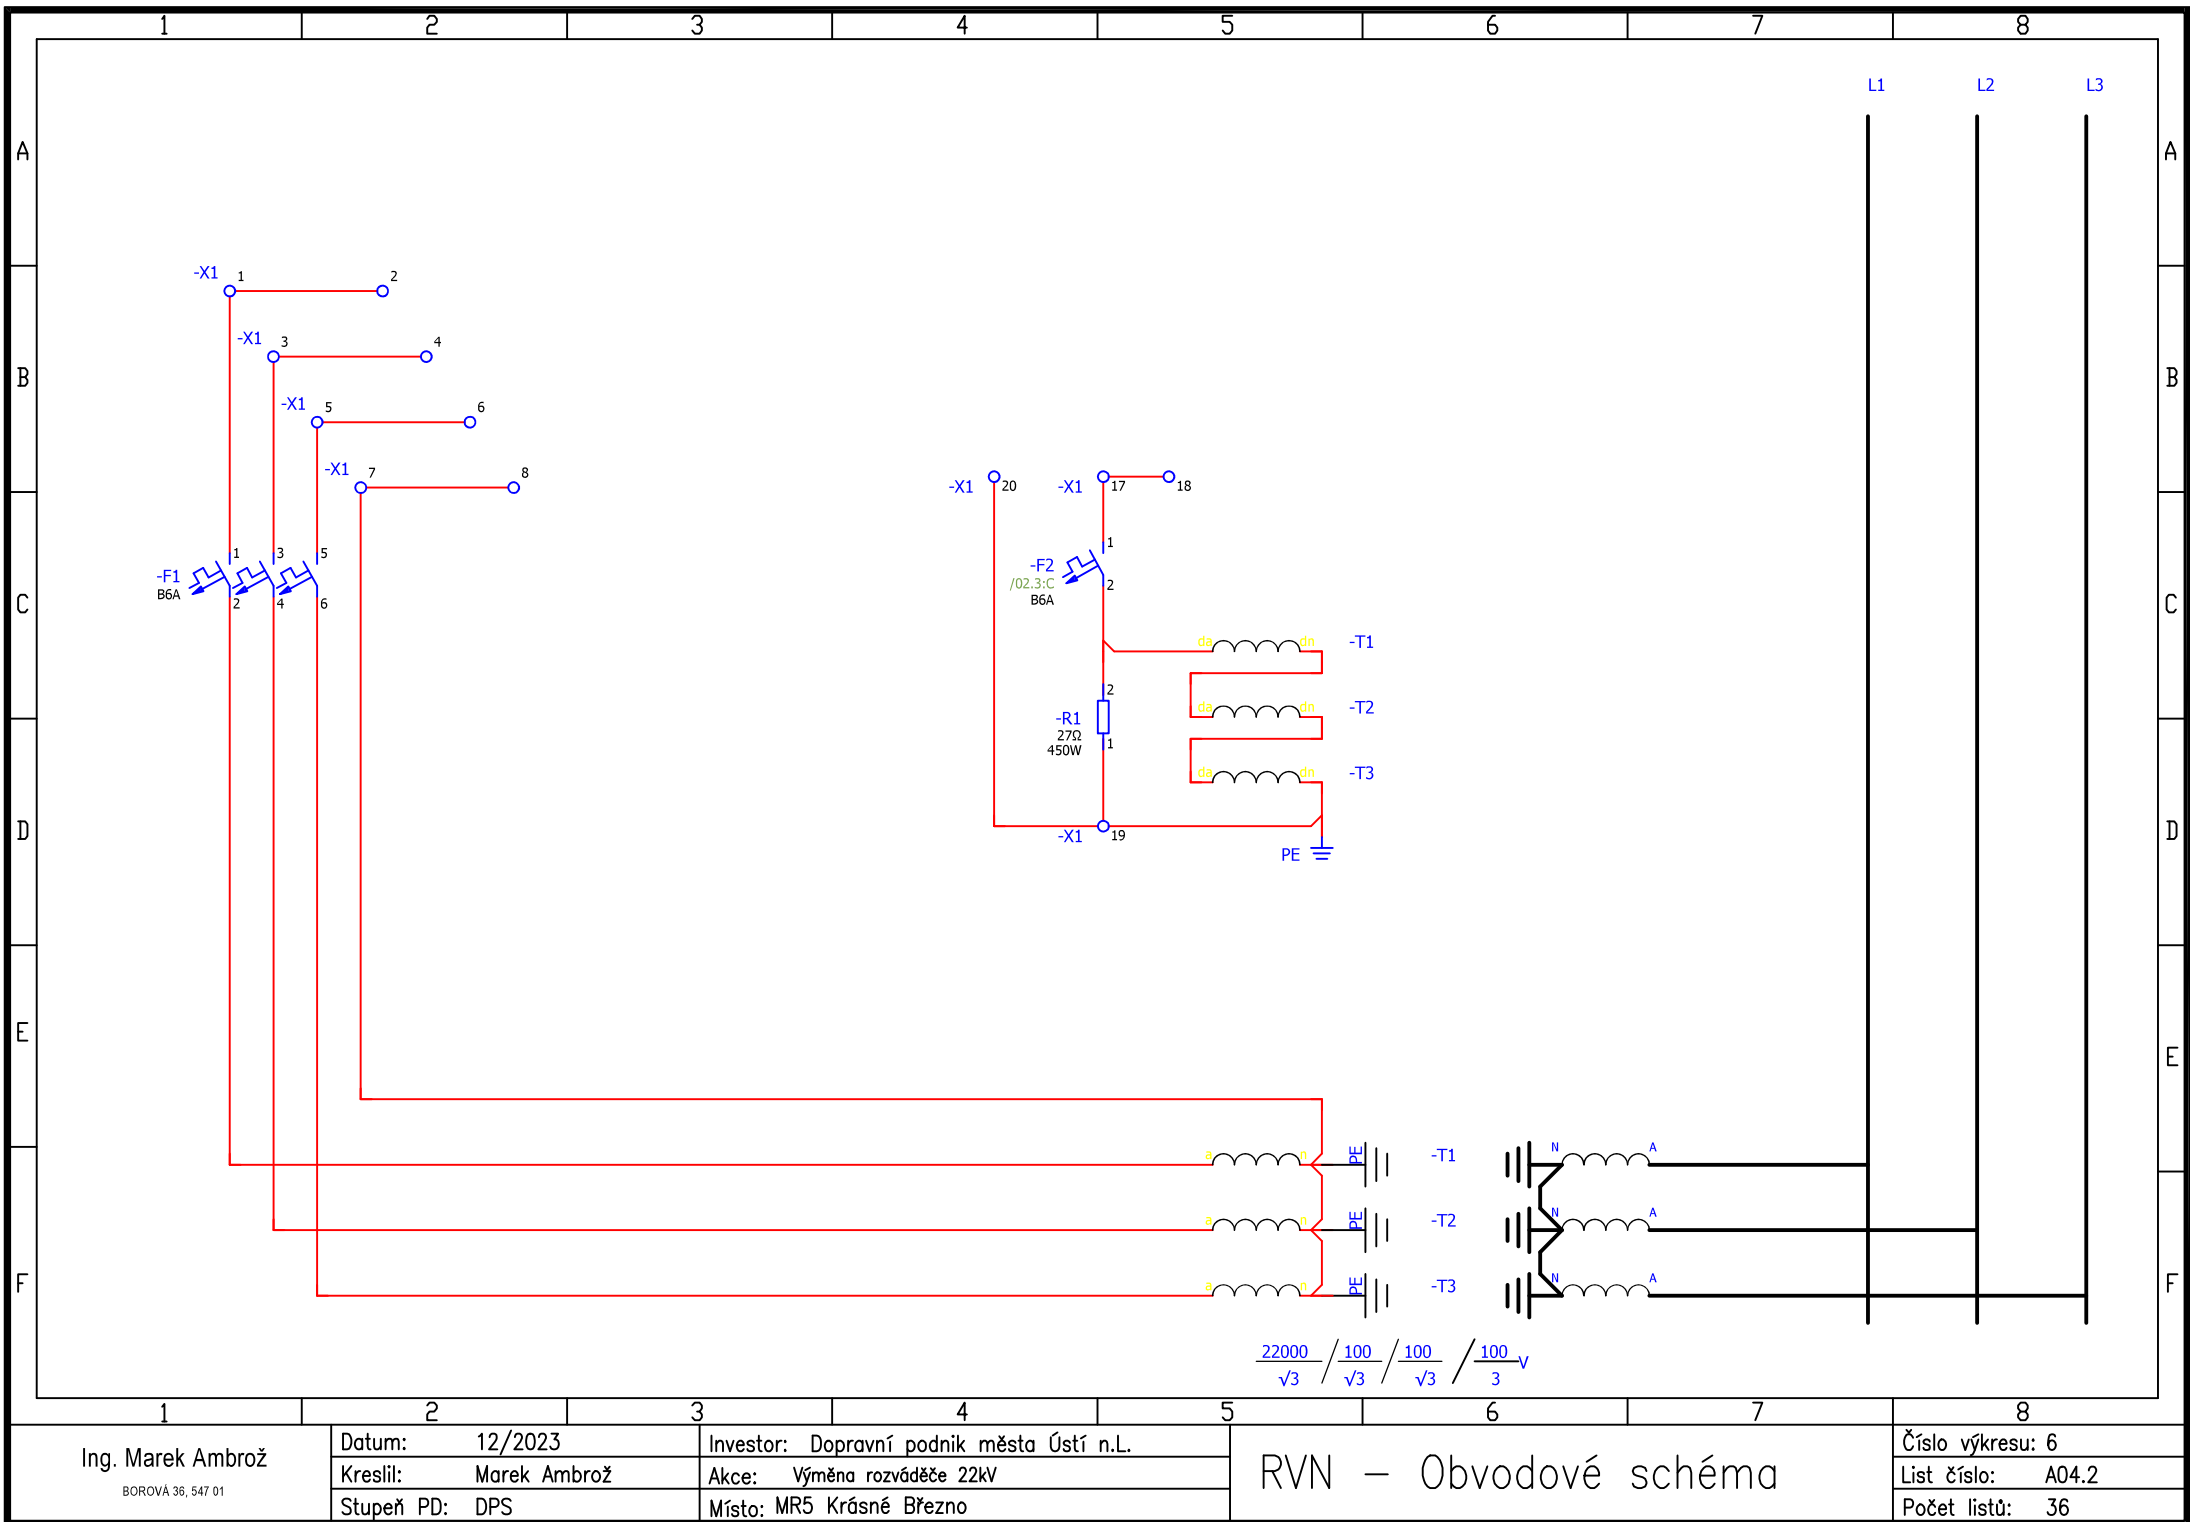 1 2 3 4 5 6 7 8
L1 L2 L3
A A
-X1 1 2
-X1 3 4
B B
-X1 5 6
-X1 7 8
-X1 20 -X1 17 18
1 3 5
-F1
B6A
2 4 6
1
-F2
/02.3:C
B6A
2
C C
da dn -T1
2
-R1
27Ω
450W
1
da dn -T2
da dn -T3
-X1 19
D D
PE
E E
a n PE -T1 N A
a n PE -T2 N A
a n PE -T3 N A
F F
22000 / 100 / 100 / 100 V
√3 √3 √3 3
1 2 3 4 5 6 7 8
Ing. Marek Ambrož
BOROVÁ 36, 547 01
Datum: 12/2023
Kreslil: Marek Ambrož
Stupeň PD: DPS
Investor: Dopravní podnik města Ústí n.L.
Akce: Výměna rozváděče 22kV
Místo: MR5 Krásné Březno
RVN – Obvodové schéma
Číslo výkresu: 6
List číslo: A04.2
Počet listů: 36